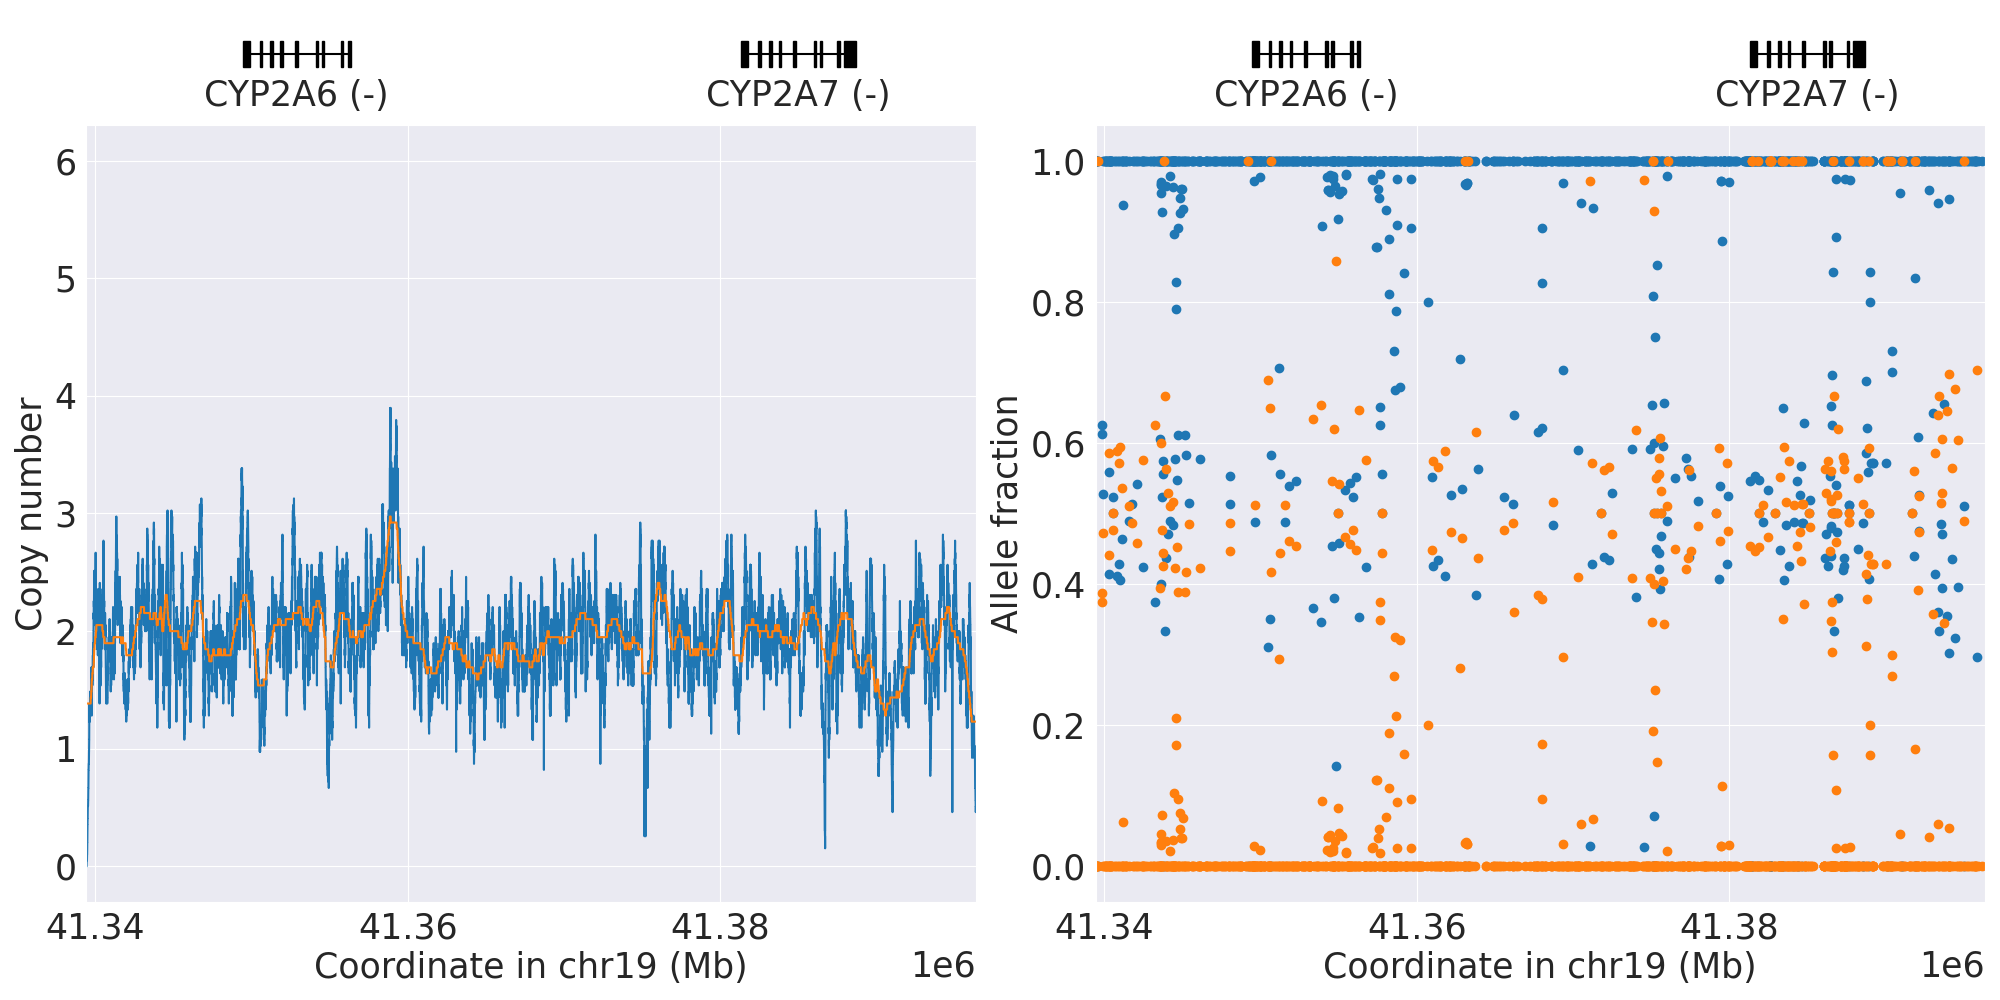 CYP2A6 (-)
CYP2A7 (-)
CYP2A6 (-)
CYP2A7 (-)
6
5
4
3
2
1
0
Copy number
41.34
41.36
41.38
Coordinate in chr19 (Mb)
1e6
1.0
0.8
0.6
0.4
0.2
0.0
Allele fraction
41.34
41.36
41.38
Coordinate in chr19 (Mb)
1e6